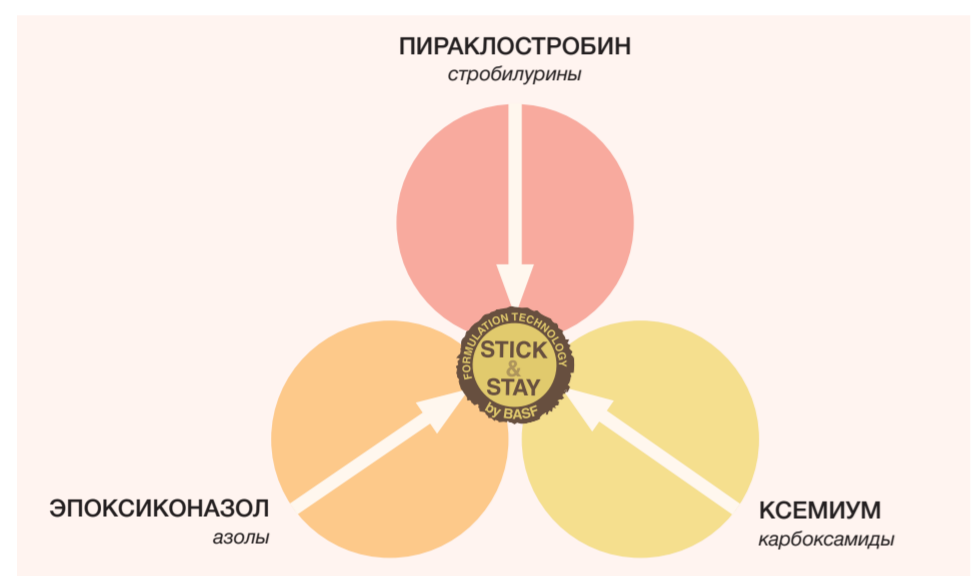 ПИРАКЛОСТРОБИН
стробилурины
FORMULATION TECHNOLOGY
STICK
&
STAY
by BASF
ЭПОКСИКОНАЗОЛ
азолы
КСЕМИУМ
карбоксамиды